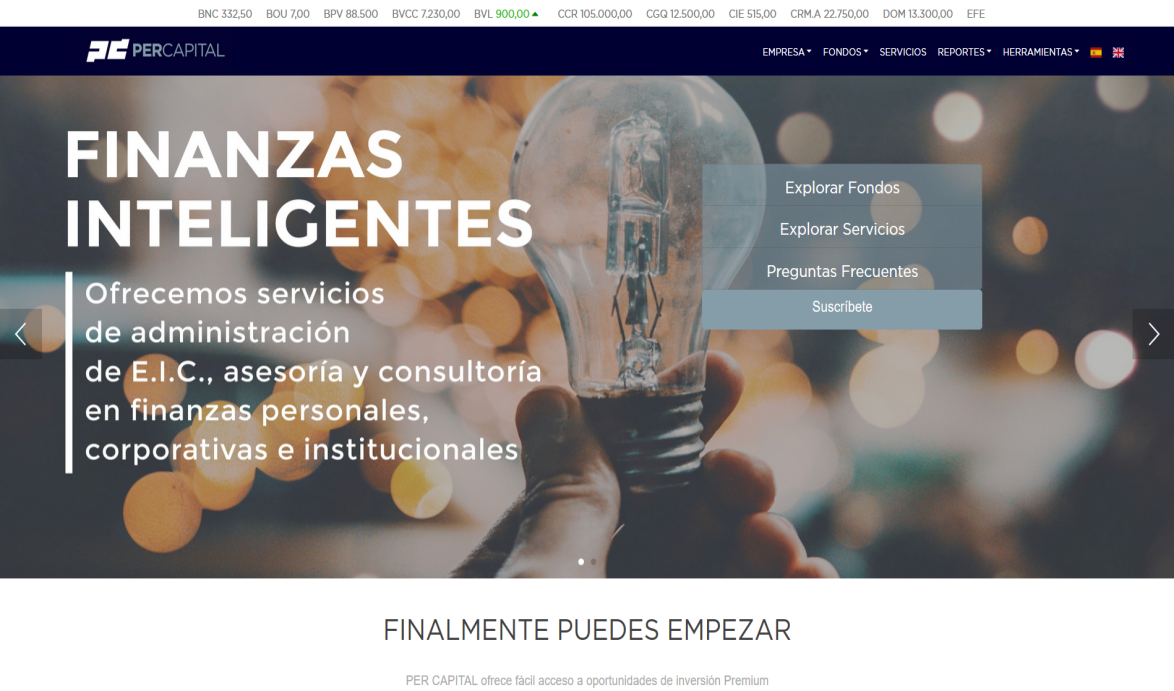 BNC 332,50 BOU 7,00 BPV 88.500 BVCC 7.230,00 BVL 900,00 CCR 105.000,00 CGQ 12.500,00 CIE 515,00 CRM.A 22.750,00 DOM 13.300,00 EFE
PERCAPITAL
EMPRESA FONDOS SERVICIOS REPORTES HERRAMIENTAS
FINANZAS
INTELIGENTES
Ofrecemos servicios
de administración
de E.I.C., asesoría y consultoría
en finanzas personales,
corporativas e institucionales
Explorar Fondos
Explorar Servicios
Preguntas Frecuentes
Suscríbete
FINALMENTE PUEDES EMPEZAR
PER CAPITAL ofrece fácil acceso a oportunidades de inversión Premium